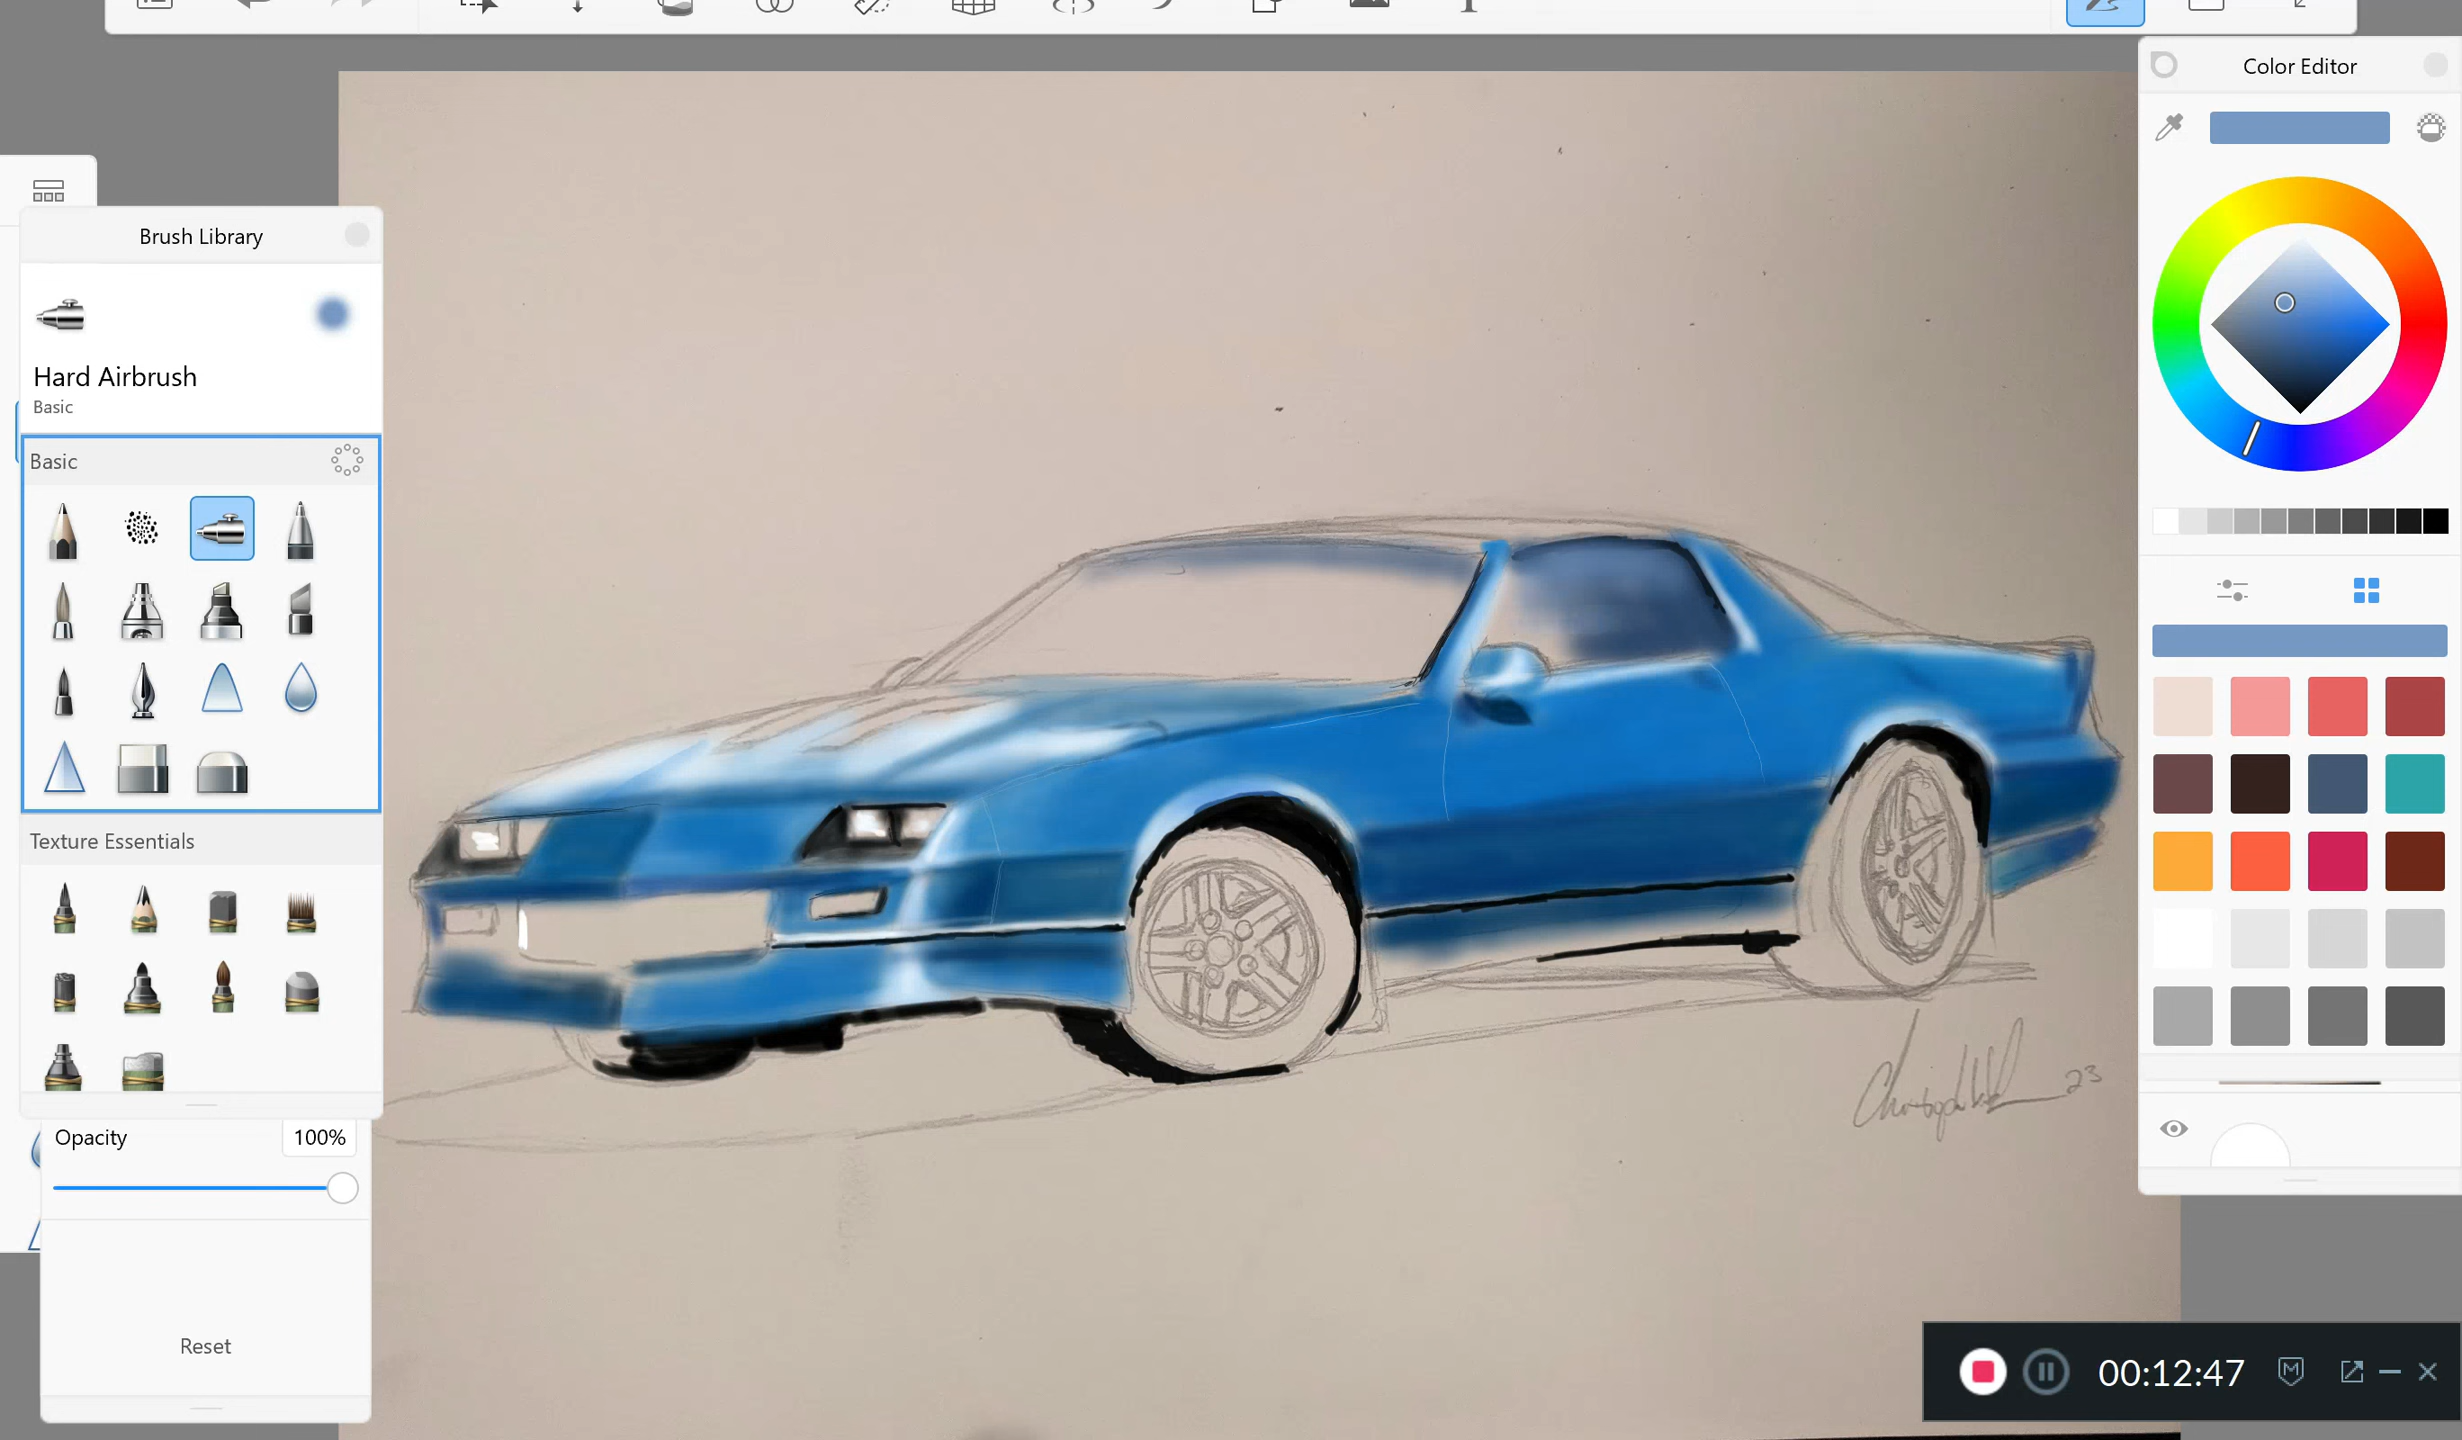 Color Editor
Brush Library
Hard Airbrush
Basic
Basic
Texture Essentials
Opacity
100%
Reset
23
00:12:47